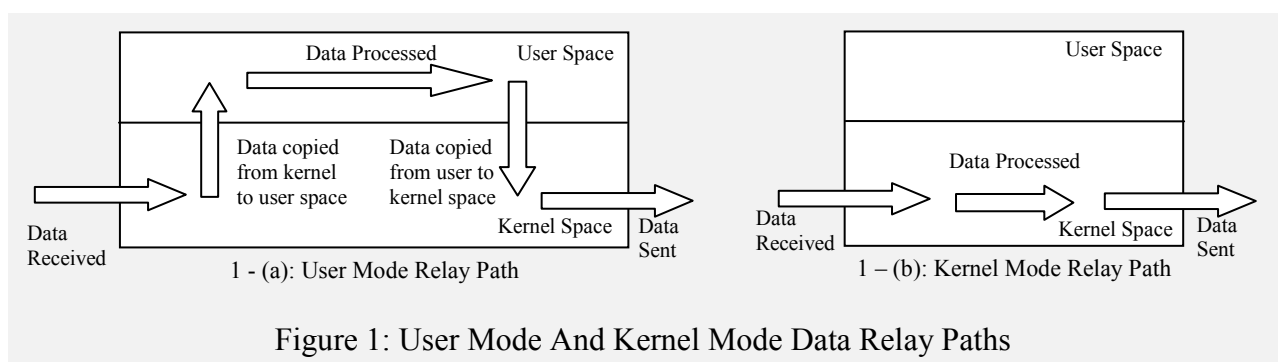 Data Processed
User Space
Data copied
from kernel
to user space
Data copied
from user to
kernel space
Kernel Space
Data
Received
Data
Sent
1 - (a): User Mode Relay Path
User Space
Data Processed
Kernel Space
Data
Received
Data
Sent
1 – (b): Kernel Mode Relay Path
Figure 1: User Mode And Kernel Mode Data Relay Paths